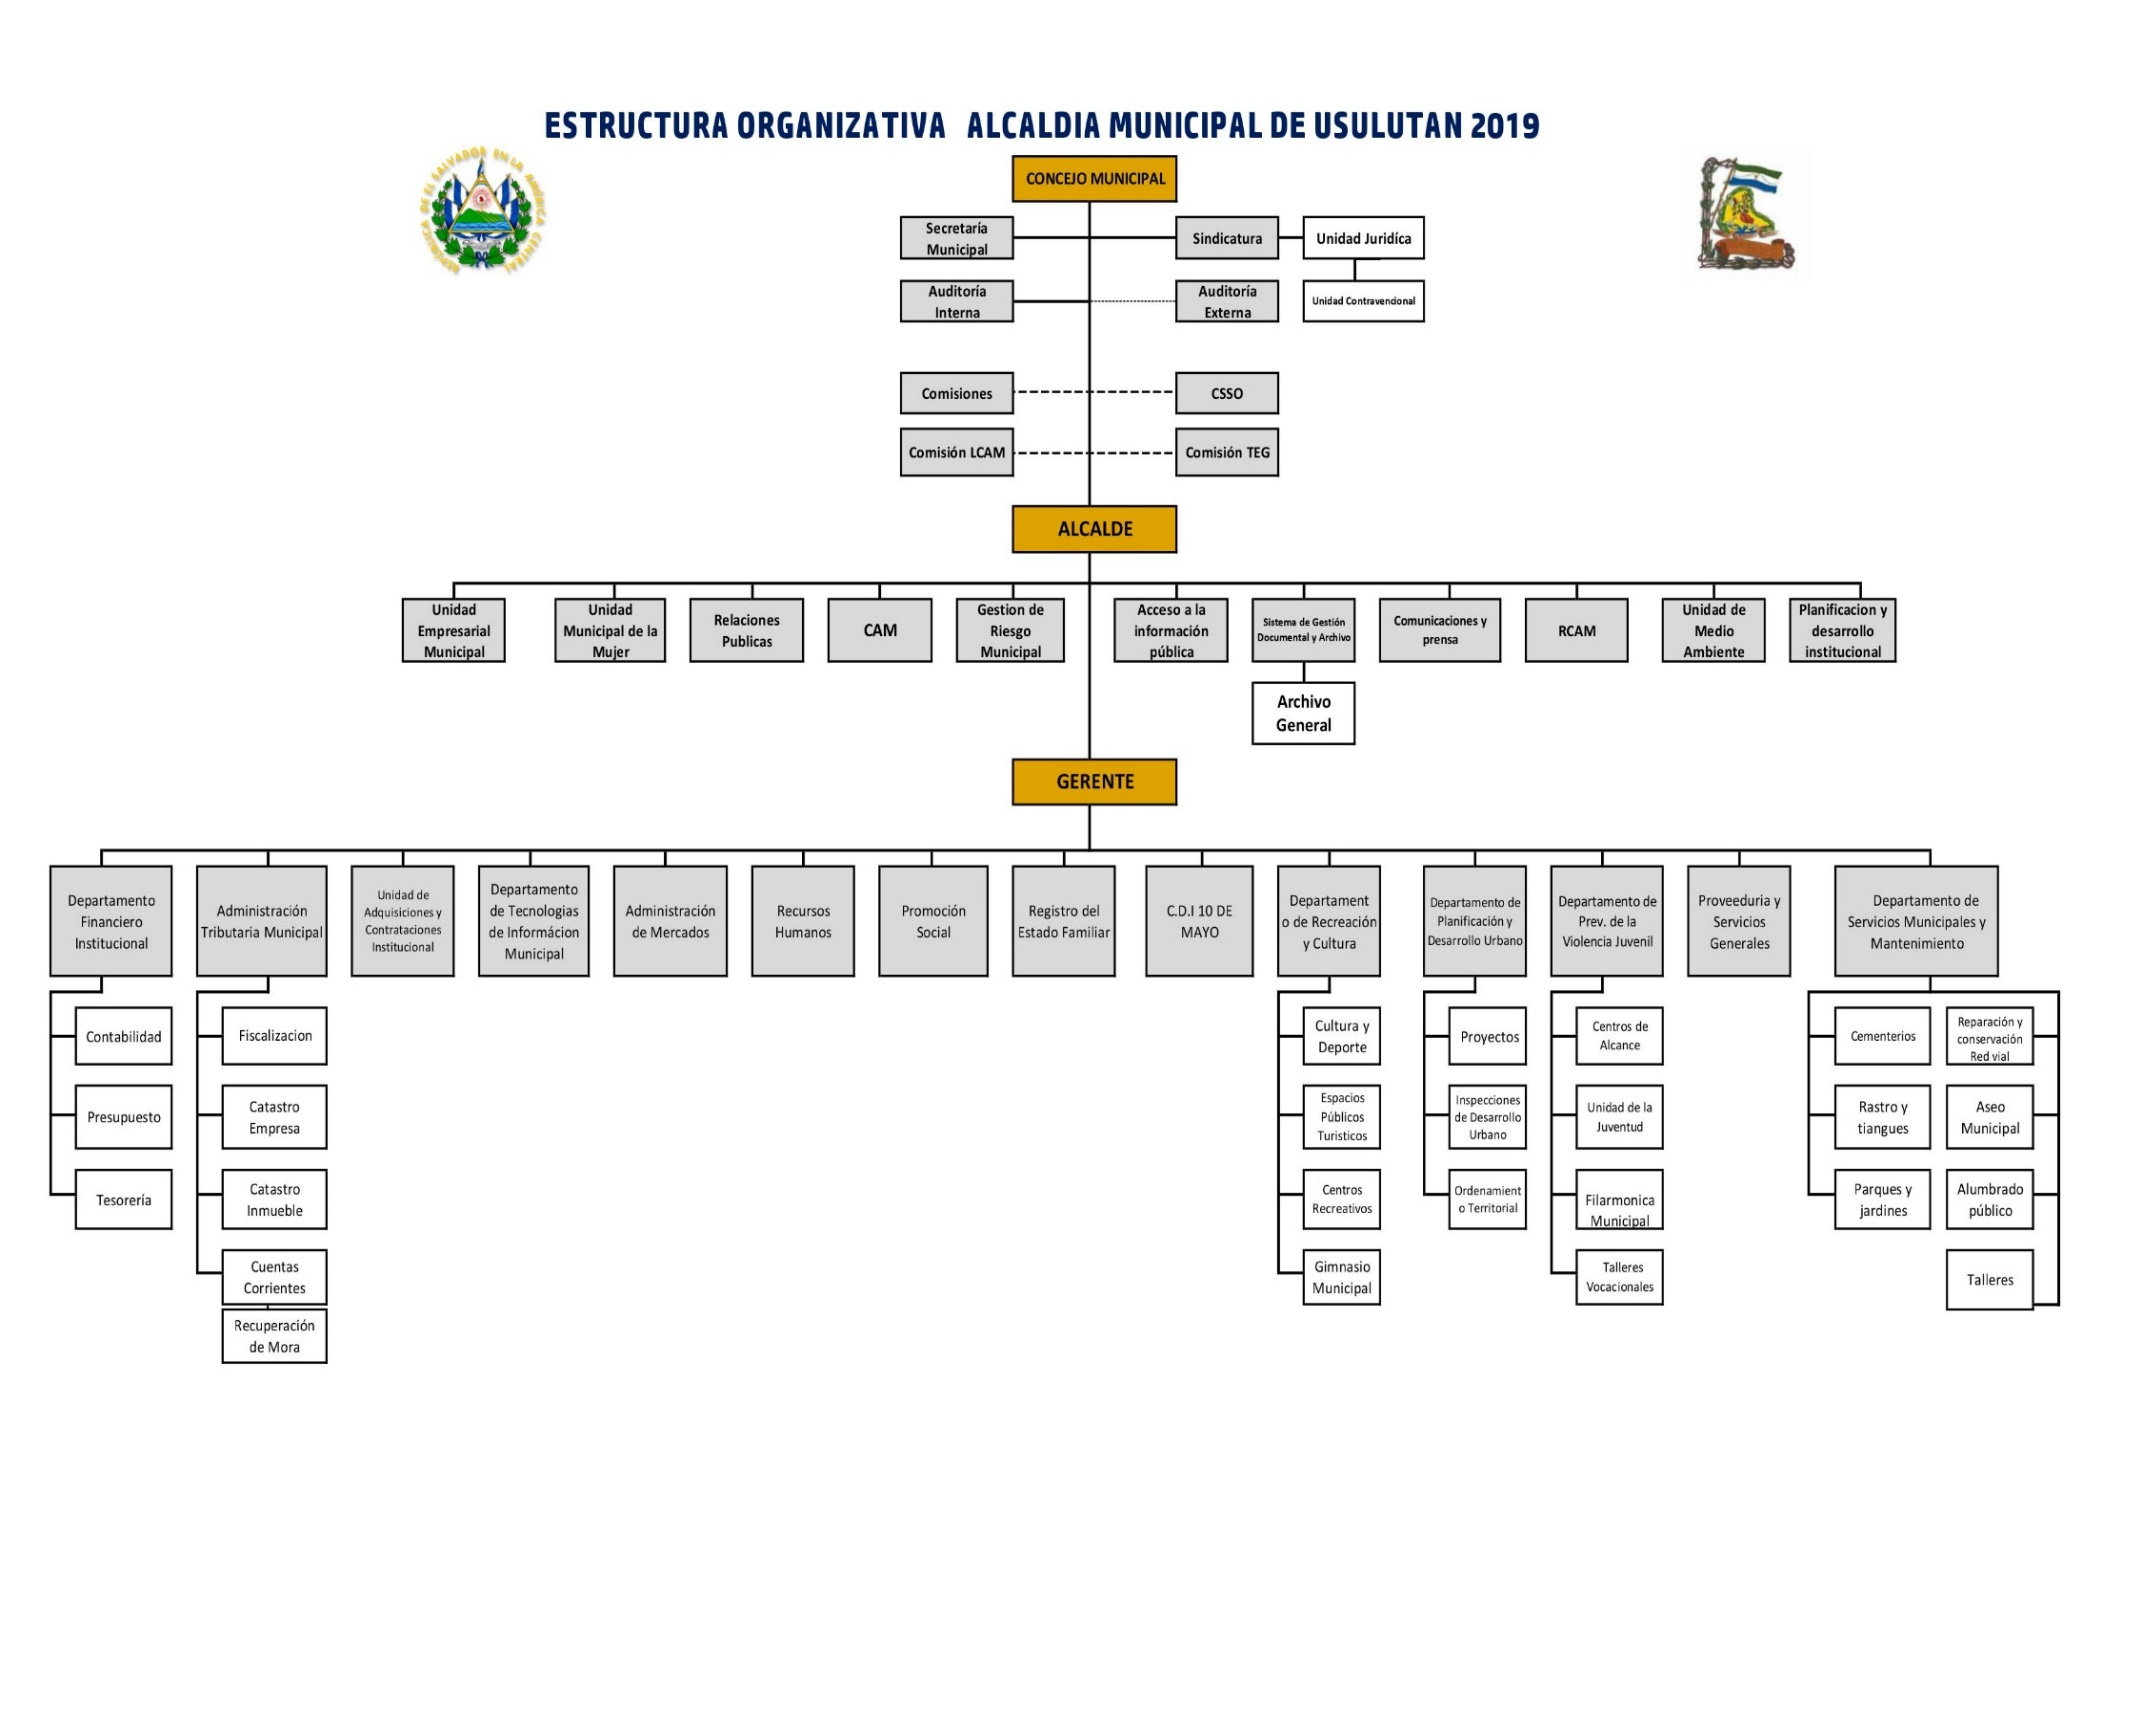 ESTRUCTURA ORGANIZATIVA ALCALDIA MUNICIPAL DE USULUTAN 2019
REPÚBLICA DE EL SALVADOR EN LA AMÉRICA CENTRAL
CONCEJO MUNICIPAL
Secretaría
Municipal
Sindicatura
Unidad Juridíca
Auditoría
Interna
Auditoría
Externa
Unidad Contravencional
Comisiones
CSSO
Comisión LCAM
Comisión TEG
ALCALDE
Unidad
Empresarial
Municipal
Unidad
Municipal de la
Mujer
Relaciones
Publicas
CAM
Gestion de
Riesgo
Municipal
Acceso a la
información
pública
Sistema de Gestión
Documental y Archivo
Comunicaciones y
prensa
RCAM
Unidad de
Medio
Ambiente
Planificacion y
desarrollo
institucional
Archivo
General
GERENTE
Departamento
Financiero
Institucional
Administración
Tributaria Municipal
Unidad de
Adquisiciones y
Contrataciones
Institucional
Departamento
de Tecnologias
de Informácion
Municipal
Administración
de Mercados
Recursos
Humanos
Promoción
Social
Registro del
Estado Familiar
C.D.I 10 DE
MAYO
Departament
o de Recreación
y Cultura
Departamento de
Planificación y
Desarrollo Urbano
Departamento de
Prev. de la
Violencia Juvenil
Proveeduria y
Servicios
Generales
Departamento de
Servicios Municipales y
Mantenimiento
Contabilidad
Presupuesto
Tesorería
Fiscalizacion
Catastro
Empresa
Catastro
Inmueble
Cuentas
Corrientes
Recuperación
de Mora
Cultura y
Deporte
Espacios
Públicos
Turisticos
Centros
Recreativos
Gimnasio
Municipal
Proyectos
Inspecciones
de Desarrollo
Urbano
Ordenamient
o Territorial
Centros de
Alcance
Unidad de la
Juventud
Filarmonica
Municipal
Talleres
Vocacionales
Cementerios
Rastro y
tiangues
Parques y
jardines
Reparación y
conservación
Red vial
Aseo
Municipal
Alumbrado
público
Talleres